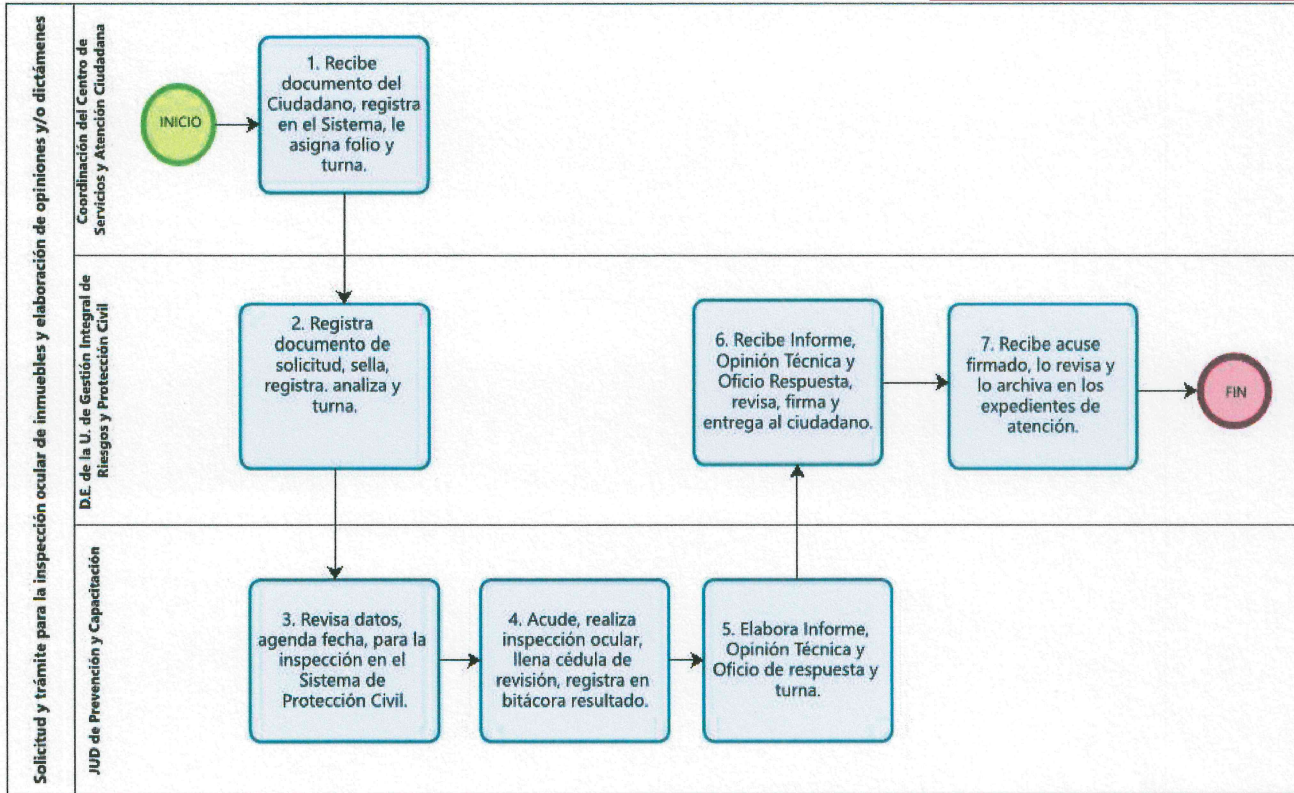 Solicitud y trámite para la inspección ocular de inmuebles y elaboración de opiniones y/o dictámenes
Coordinación del Centro de
Servicios y Atención Ciudadana
INICIO
1. Recibe
documento del
Ciudadano, registra
en el Sistema, le
asigna folio y
turna.
D.E. de la U. de Gestión Integral de
Riesgos y Protección Civil
2. Registra
documento de
solicitud, sella,
registra. analiza y
turna.
6. Recibe Informe,
Opinión Técnica y
Oficio Respuesta,
revisa, firma y
entrega al ciudadano.
7. Recibe acuse
firmado, lo revisa y
lo archiva en los
expedientes de
atención.
FIN
JUD de Prevención y Capacitación
3. Revisa datos,
agenda fecha, para la
inspección en el
Sistema de
Protección Civil.
4. Acude, realiza
inspección ocular,
llena cédula de
revisión, registra en
bitácora resultado.
5. Elabora Informe,
Opinión Técnica y
Oficio de respuesta y
turna.